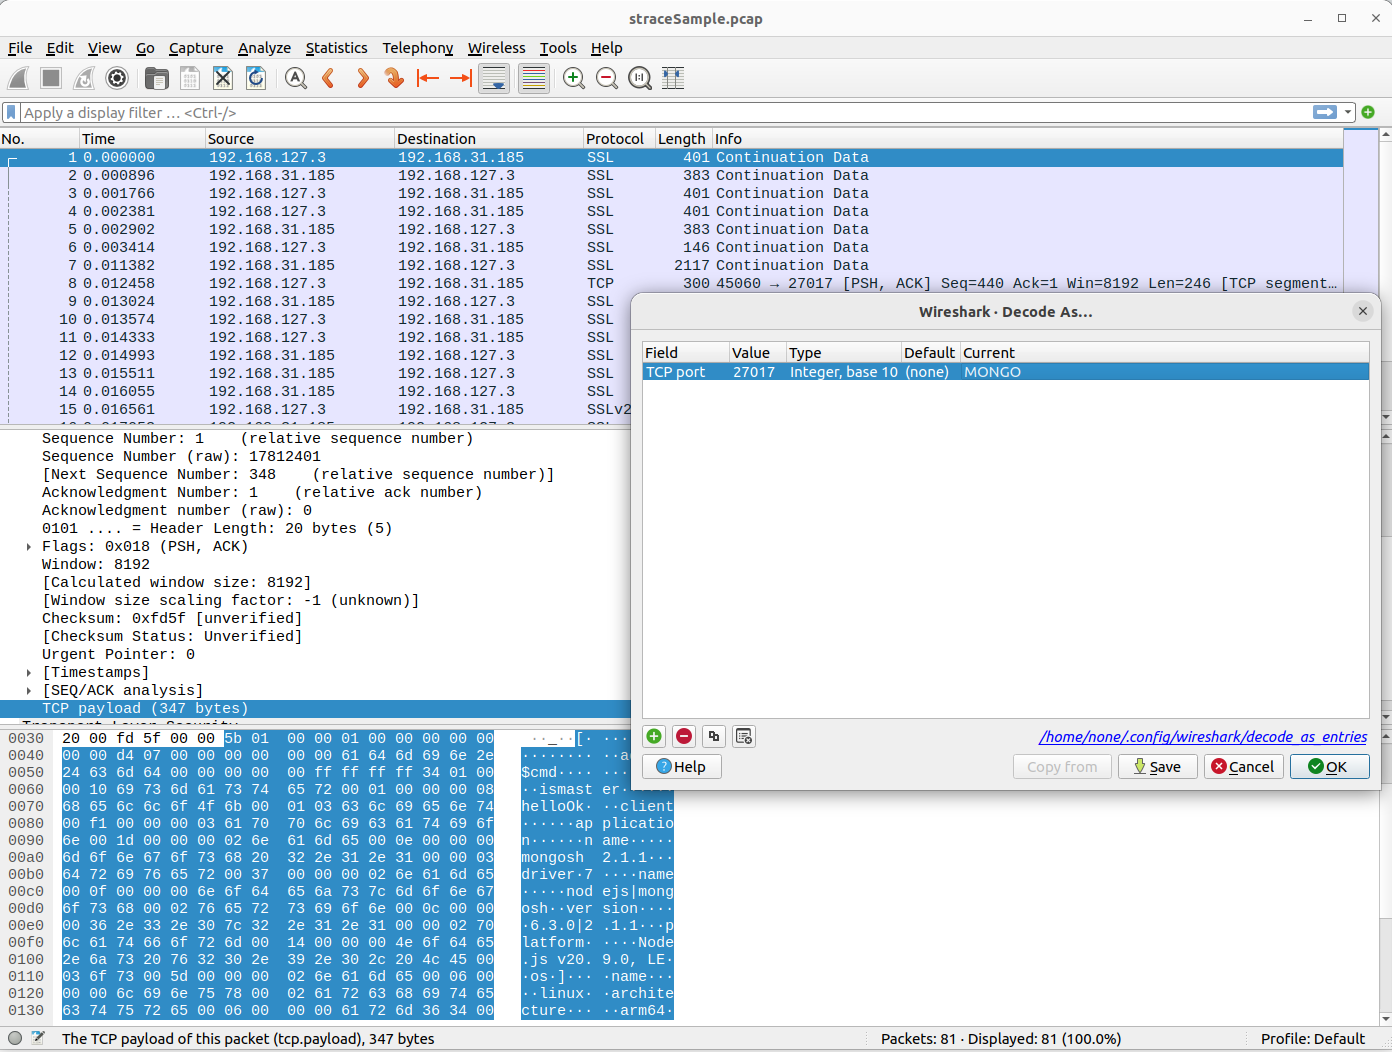 straceSample.pcap
File Edit View Go Capture Analyze Statistics Telephony Wireless Tools Help
Apply a display filter … <Ctrl-/>
No. Time Source Destination Protocol Length Info
1 0.000000 192.168.127.3 192.168.31.185 SSL 401 Continuation Data
2 0.000896 192.168.31.185 192.168.127.3 SSL 383 Continuation Data
3 0.001766 192.168.127.3 192.168.31.185 SSL 401 Continuation Data
4 0.002381 192.168.127.3 192.168.31.185 SSL 401 Continuation Data
5 0.002902 192.168.31.185 192.168.127.3 SSL 383 Continuation Data
6 0.003414 192.168.127.3 192.168.31.185 SSL 146 Continuation Data
7 0.011382 192.168.31.185 192.168.127.3 SSL 2117 Continuation Data
8 0.012458 192.168.127.3 192.168.31.185 TCP 300 45060 → 27017 [PSH, ACK] Seq=440 Ack=1 Win=8192 Len=246 [TCP segment…
9 0.013024 192.168.31.185 192.168.127.3 SSL
10 0.013574 192.168.127.3 192.168.31.185 SSL
11 0.014333 192.168.31.185 192.168.127.3 SSL
12 0.014993 192.168.31.185 192.168.127.3 SSL
13 0.015511 192.168.127.3 192.168.31.185 SSL
14 0.016055 192.168.31.185 192.168.127.3 SSL
15 0.016561 192.168.127.3 192.168.31.185 SSLv2
Sequence Number: 1 (relative sequence number)
Sequence Number (raw): 17812401
[Next Sequence Number: 348 (relative sequence number)]
Acknowledgment Number: 1 (relative ack number)
Acknowledgment number (raw): 0
0101 .... = Header Length: 20 bytes (5)
Flags: 0x018 (PSH, ACK)
Window: 8192
[Calculated window size: 8192]
[Window size scaling factor: -1 (unknown)]
Checksum: 0xfd5f [unverified]
[Checksum Status: Unverified]
Urgent Pointer: 0
[Timestamps]
[SEQ/ACK analysis]
TCP payload (347 bytes)
Transport Layer Security
0030 20 00 fd 5f 00 00 5b 01 00 00 01 00 00 00 00 00 ··_··[· ····
0040 00 00 d4 07 00 00 00 00 00 00 61 64 6d 69 6e 2e ········ ··a
0050 24 63 6d 64 00 00 00 00 00 ff ff ff ff 34 01 00 $cmd···· ··
0060 00 10 69 73 6d 61 73 74 65 72 00 01 00 00 00 08 ··ismast er······
0070 68 65 6c 6c 6f 4f 6b 00 01 03 63 6c 69 65 6e 74 helloOk· ··client
0080 00 f1 00 00 00 03 61 70 70 6c 69 63 61 74 69 6f ······ap plicatio
0090 6e 00 1d 00 00 00 02 6e 61 6d 65 00 0e 00 00 00 n······n ame·····
00a0 6d 6f 6e 67 6f 73 68 20 32 2e 31 2e 31 00 00 03 mongosh 2.1.1···
00b0 64 72 69 76 65 72 00 37 00 00 00 02 6e 61 6d 65 driver·7 ····name
00c0 00 0f 00 00 00 6e 6f 64 65 6a 73 7c 6d 6f 6e 67 ·····nod ejs|mong
00d0 6f 73 68 00 02 76 65 72 73 69 6f 6e 00 0c 00 00 osh··ver sion····
00e0 00 36 2e 33 2e 30 7c 32 2e 31 2e 31 00 00 02 70 ·6.3.0|2 .1.1···p
00f0 6c 61 74 66 6f 72 6d 00 14 00 00 00 4e 6f 64 65 latform· ····Node
0100 2e 6a 73 20 76 32 30 2e 39 2e 30 2c 20 4c 45 00 .js v20. 9.0, LE·
0110 03 6f 73 00 5d 00 00 00 02 6e 61 6d 65 00 06 00 ·os·]··· ·name···
0120 00 00 6c 69 6e 75 78 00 02 61 72 63 68 69 74 65 ··linux· ·archite
0130 63 74 75 72 65 00 06 00 00 00 61 72 6d 36 34 00 cture··· ··arm64·
Wireshark · Decode As…
Field Value Type Default Current
TCP port 27017 Integer, base 10 (none) MONGO
/home/none/.config/wireshark/decode_as_entries
Help Copy from Save Cancel OK
The TCP payload of this packet (tcp.payload), 347 bytes
Packets: 81 · Displayed: 81 (100.0%)
Profile: Default